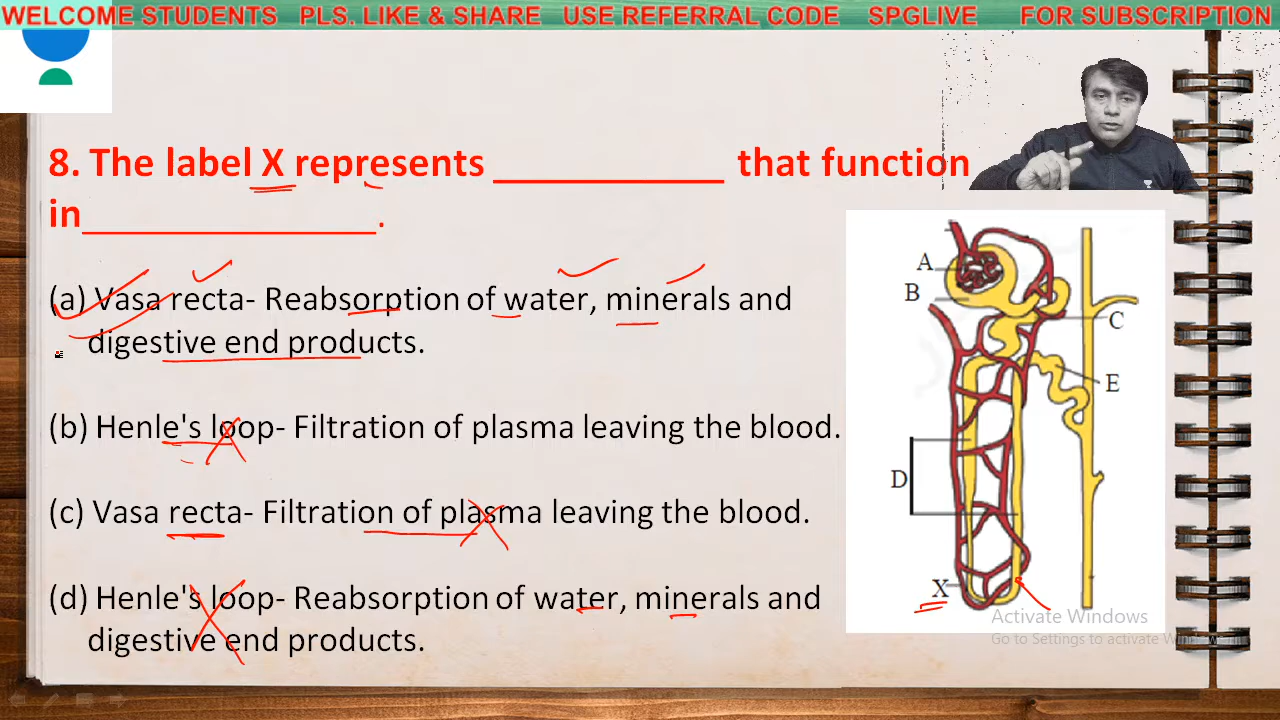 WELCOME STUDENTS PLS. LIKE & SHARE USE REFERRAL CODE SPGLIVE FOR SUBSCRIPTION
8. The label X represents ___________ that function
in______________.
(a) Vasa recta- Reabsorption of water, minerals and
digestive end products.
(b) Henle's loop- Filtration of plasma leaving the blood.
(c) Vasa recta- Filtration of plasma leaving the blood.
(d) Henle's loop- Reabsorption of water, minerals and
digestive end products.
A
B
C
E
D
X
Activate Windows
Go to Settings to activate